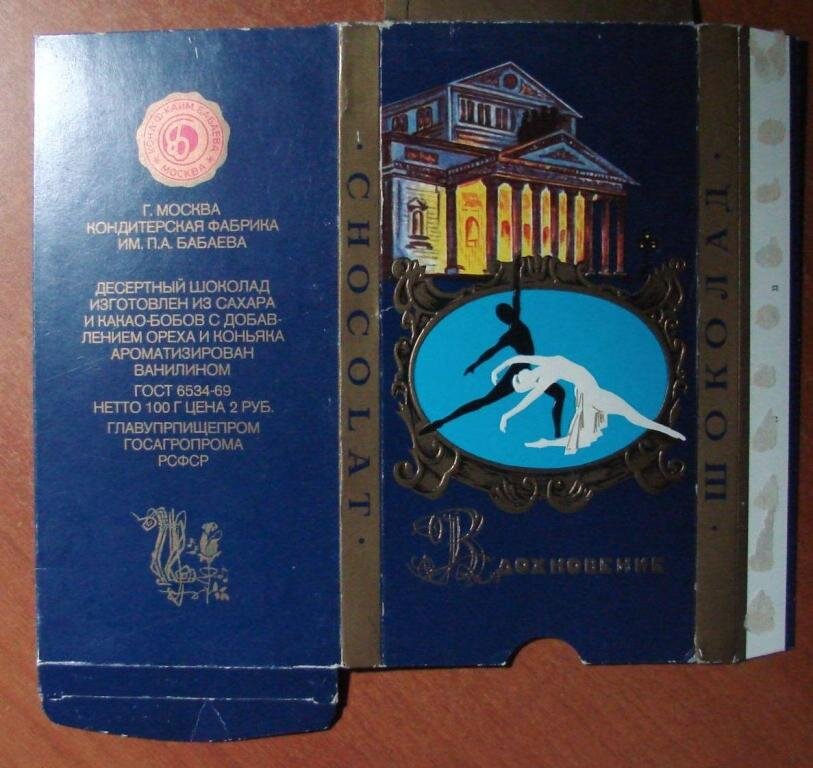 КОНД. Ф-КА ИМ. БАБАЕВА
МОСКВА
Г. МОСКВА
КОНДИТЕРСКАЯ ФАБРИКА
ИМ. П.А. БАБАЕВА
ДЕСЕРТНЫЙ ШОКОЛАД
ИЗГОТОВЛЕН ИЗ САХАРА
И КАКАО-БОБОВ С ДОБАВ-
ЛЕНИЕМ ОРЕХА И КОНЬЯКА
АРОМАТИЗИРОВАН
ВАНИЛИНОМ
ГОСТ 6534-69
НЕТТО 100 Г ЦЕНА 2 РУБ.
ГЛАВУПРПИЩЕПРОМ
ГОСАГРОПРОМА
РСФСР
· CHOCOLAT ·
Вдохновение
· ШОКОЛАД ·